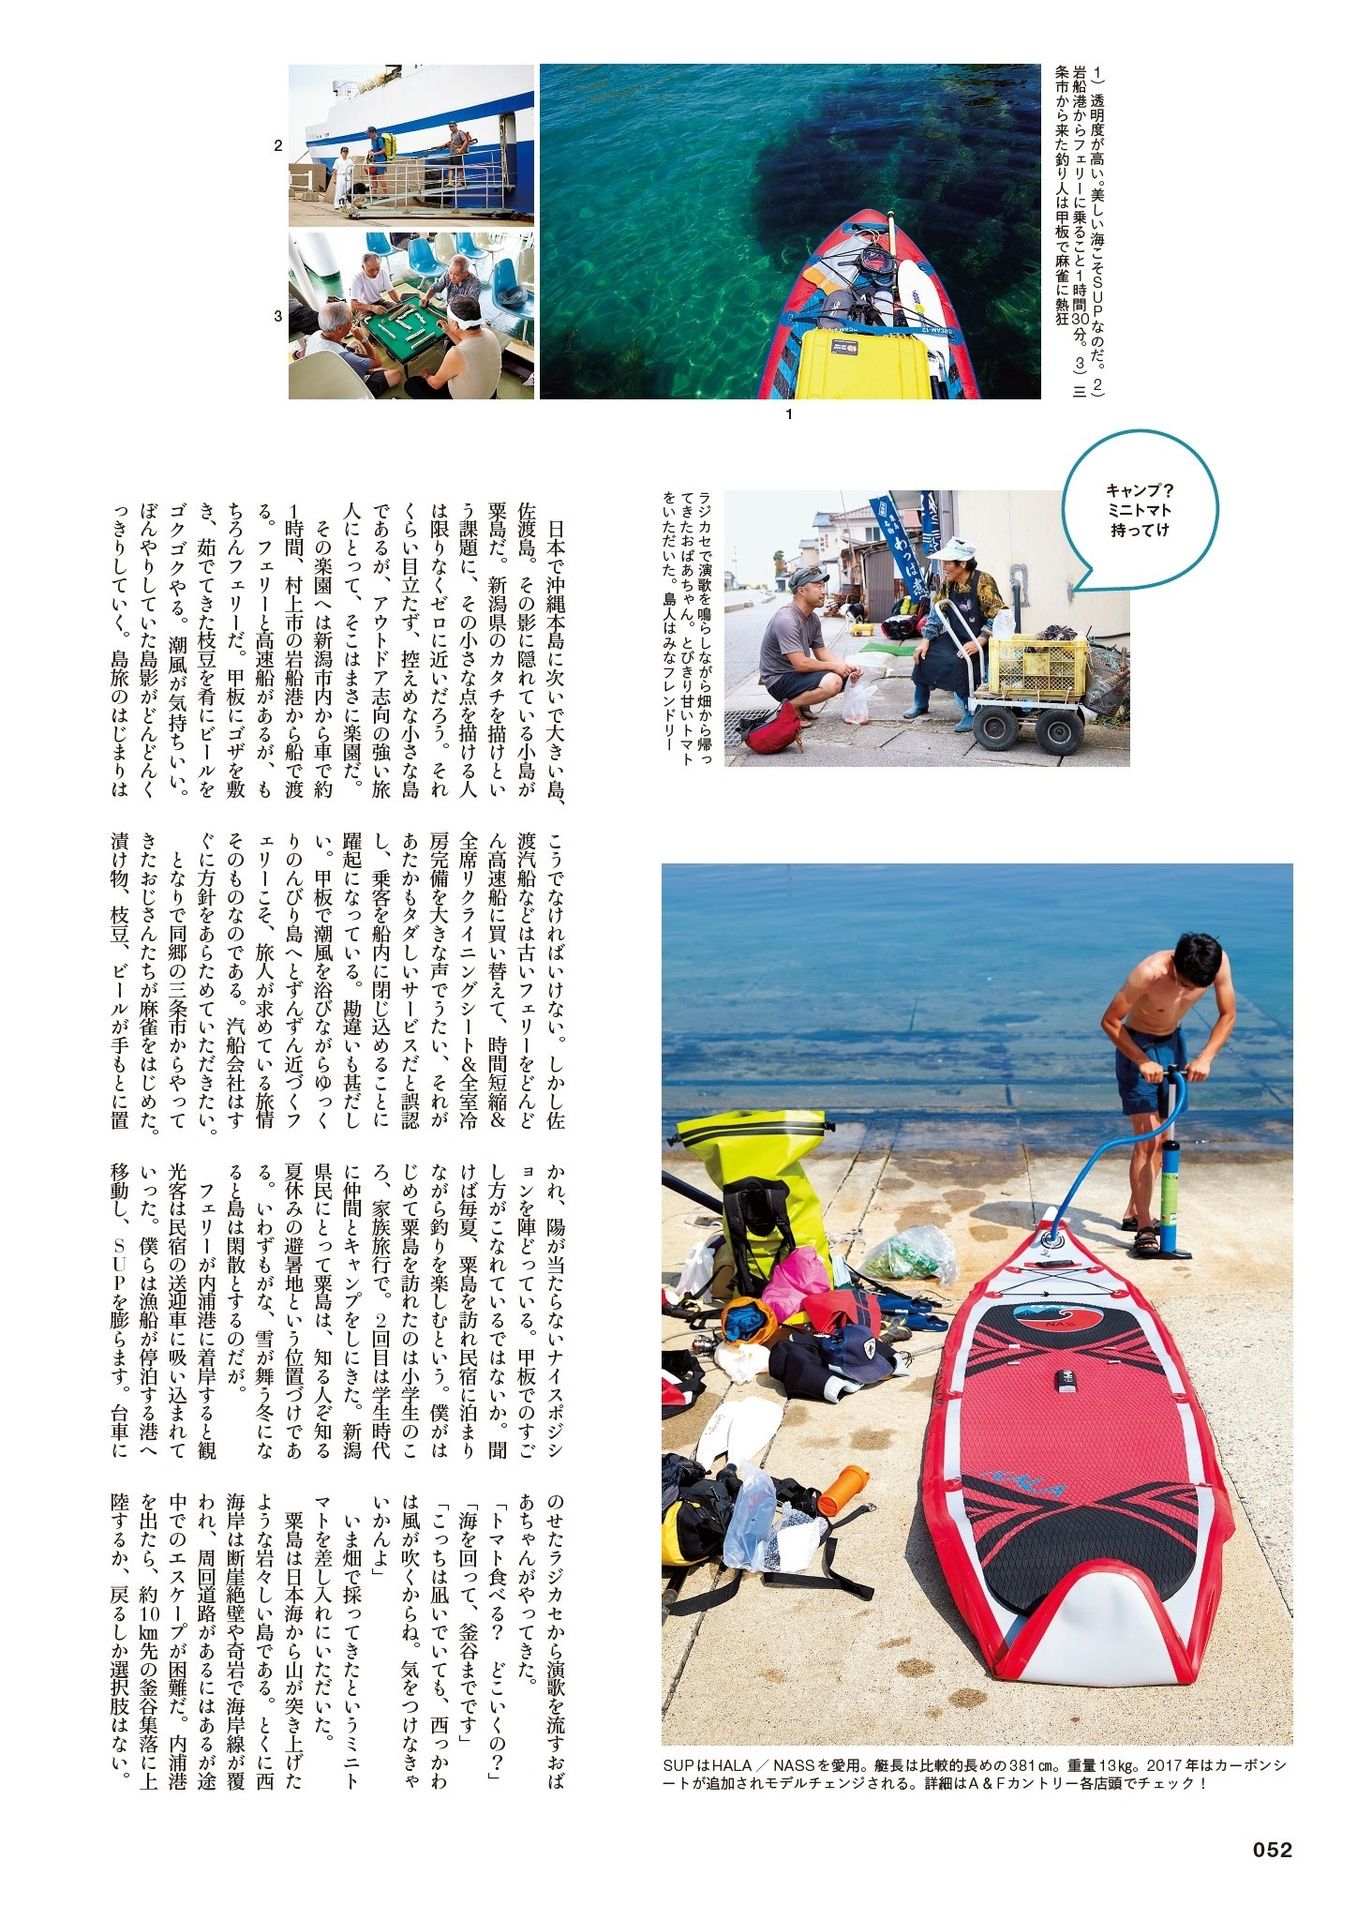 1）透明度が高い。美しい海こそSUPなのだ。2）
岩船港からフェリーに乗ること1時間30分。3）三
条市から来た釣り人は甲板で麻雀に熱狂
2
3
1
キャンプ？
ミニトマト
持ってけ
ラジカセで演歌を鳴らしながら畑から帰っ
てきたおばあちゃん。とびきり甘いトマト
をいただいた。島人はみなフレンドリー
わっぱ煮
日本で沖縄本島に次いで大きい島、
佐渡島。その影に隠れている小島が
粟島だ。新潟県のカタチを描けとい
う課題に、その小さな点を描ける人
は限りなくゼロに近いだろう。それ
くらい目立たず、控えめな小さな島
であるが、アウトドア志向の強い旅
人にとって、そこはまさに楽園だ。
その楽園へは新潟市内から車で約
1時間、村上市の岩船港から船で渡
る。フェリーと高速船があるが、も
ちろんフェリーだ。甲板にゴザを敷
き、茹でてきた枝豆を肴にビールを
ゴクゴクやる。潮風が気持ちいい。
ぼんやりしていた島影がどんどんく
っきりしていく。島旅のはじまりは
こうでなければいけない。しかし佐
渡汽船などは古いフェリーをどんど
ん高速船に買い替えて、時間短縮＆
全席リクライニングシート＆全室冷
房完備を大きな声でうたい、それが
あたかもタダしいサービスだと誤認
し、乗客を船内に閉じ込めることに
躍起になっている。勘違いも甚だし
い。甲板で潮風を浴びながらゆっく
りのんびり島へとずんずん近づくフ
ェリーこそ、旅人が求めている旅情
そのものなのである。汽船会社はす
ぐに方針をあらためていただきたい。
となりで同郷の三条市からやって
きたおじさんたちが麻雀をはじめた。
漬け物、枝豆、ビールが手もとに置
かれ、陽が当たらないナイスポジシ
ョンを陣どっている。甲板でのすご
し方がこなれているではないか。聞
けば毎夏、粟島を訪れ民宿に泊まり
ながら釣りを楽しむという。僕がは
じめて粟島を訪れたのは小学生のこ
ろ、家族旅行で。2回目は学生時代
に仲間とキャンプをしにきた。新潟
県民にとって粟島は、知る人ぞ知る
夏休みの避暑地という位置づけであ
る。いわずもがな、雪が舞う冬にな
ると島は閑散とするのだが。
フェリーが内浦港に着岸すると観
光客は民宿の送迎車に吸い込まれて
いった。僕らは漁船が停泊する港へ
移動し、SUPを膨らます。台車に
のせたラジカセから演歌を流すおば
あちゃんがやってきた。
「トマト食べる？　どこいくの？」
「海を回って、釜谷までです」
「こっちは凪いでいても、西っかわ
は風が吹くからね。気をつけなきゃ
いかんよ」
いま畑で採ってきたというミニト
マトを差し入れにいただいた。
粟島は日本海から山が突き上げた
ような岩々しい島である。とくに西
海岸は断崖絶壁や奇岩で海岸線が覆
われ、周回道路があるにはあるが途
中でのエスケープが困難だ。内浦港
を出たら、約10㎞先の釜谷集落に上
陸するか、戻るしか選択肢はない。
NASS
SUPはHALA／NASSを愛用。艇長は比較的長めの381㎝。重量13㎏。2017年はカーボンシ
ートが追加されモデルチェンジされる。詳細はA＆Fカントリー各店頭でチェック！
052